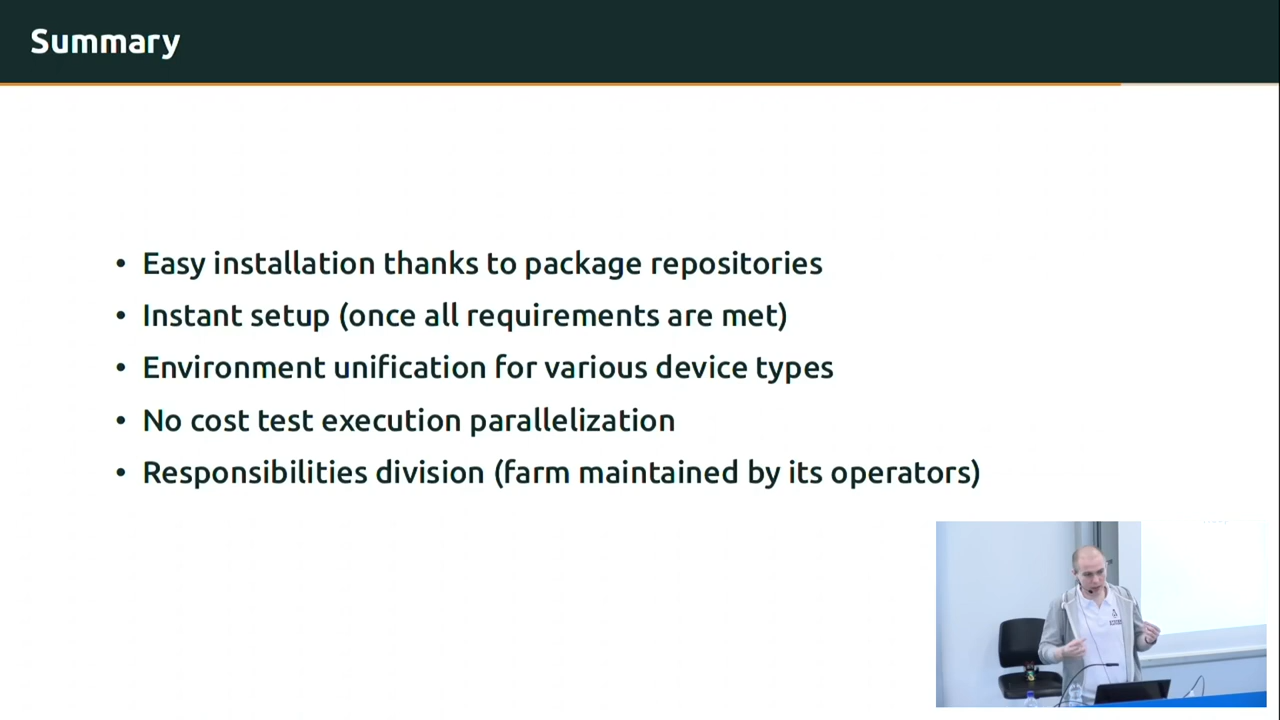 Summary
• Easy installation thanks to package repositories
• Instant setup (once all requirements are met)
• Environment unification for various device types
• No cost test execution parallelization
• Responsibilities division (farm maintained by its operators)